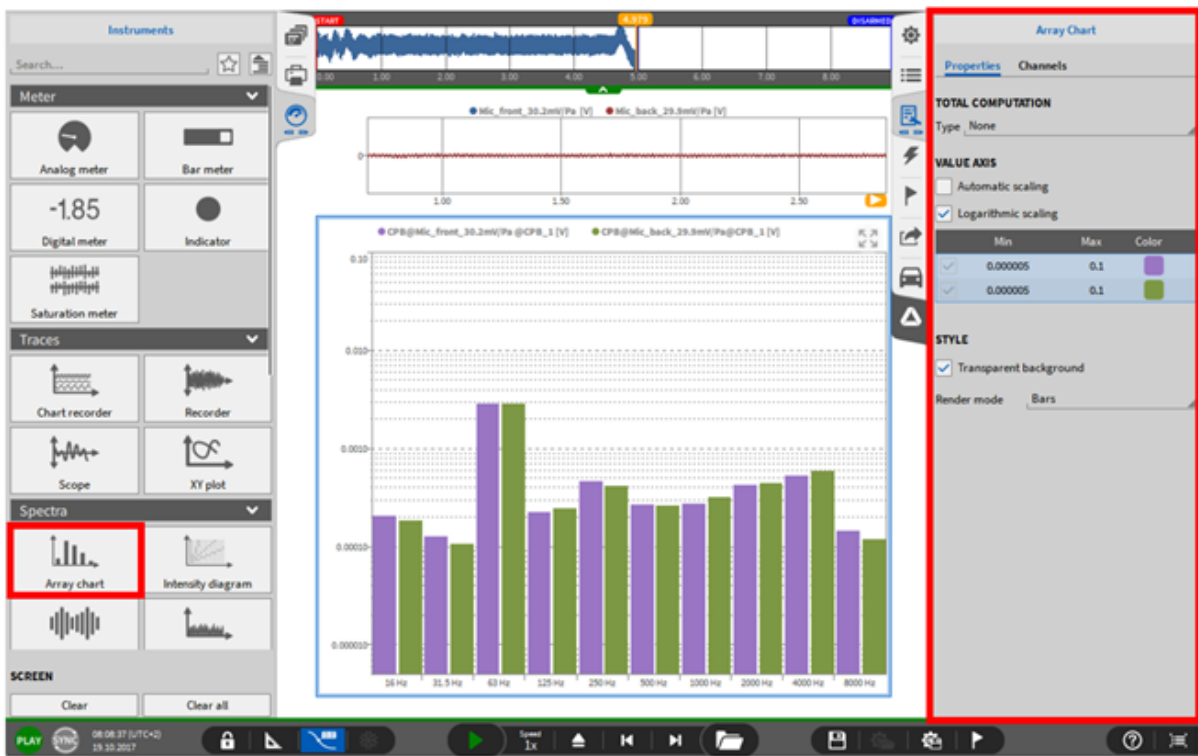 Instruments
Search...
Meter
Analog meter
Bar meter
-1.85
Digital meter
Indicator
Saturation meter
Traces
Chart recorder
Recorder
Scope
XY plot
Spectra
Array chart
Intensity diagram
SCREEN
Clear
Clear all
START
4.979
DISARMED
0.00 1.00 2.00 3.00 4.00 5.00 6.00 7.00 8.00
Mic_front_30.2mV/Pa [V] Mic_back_29.9mV/Pa [V]
0
1.00 1.50 2.00 2.50
CPB@Mic_front_30.2mV/Pa @CPB_1 [V] CPB@Mic_back_29.9mV/Pa@CPB_1 [V]
0.10
0.010
0.0010
0.00010
0.000010
16 Hz 31.5 Hz 63 Hz 125 Hz 250 Hz 500 Hz 1000 Hz 2000 Hz 4000 Hz 8000 Hz
Array Chart
Properties Channels
TOTAL COMPUTATION
Type None
VALUE AXIS
Automatic scaling
Logarithmic scaling
Min Max Color
0.000005 0.1
0.000005 0.1
STYLE
Transparent background
Render mode Bars
PLAY
SYNC
08:08:37 (UTC+2)
19.10.2017
Speed
1x